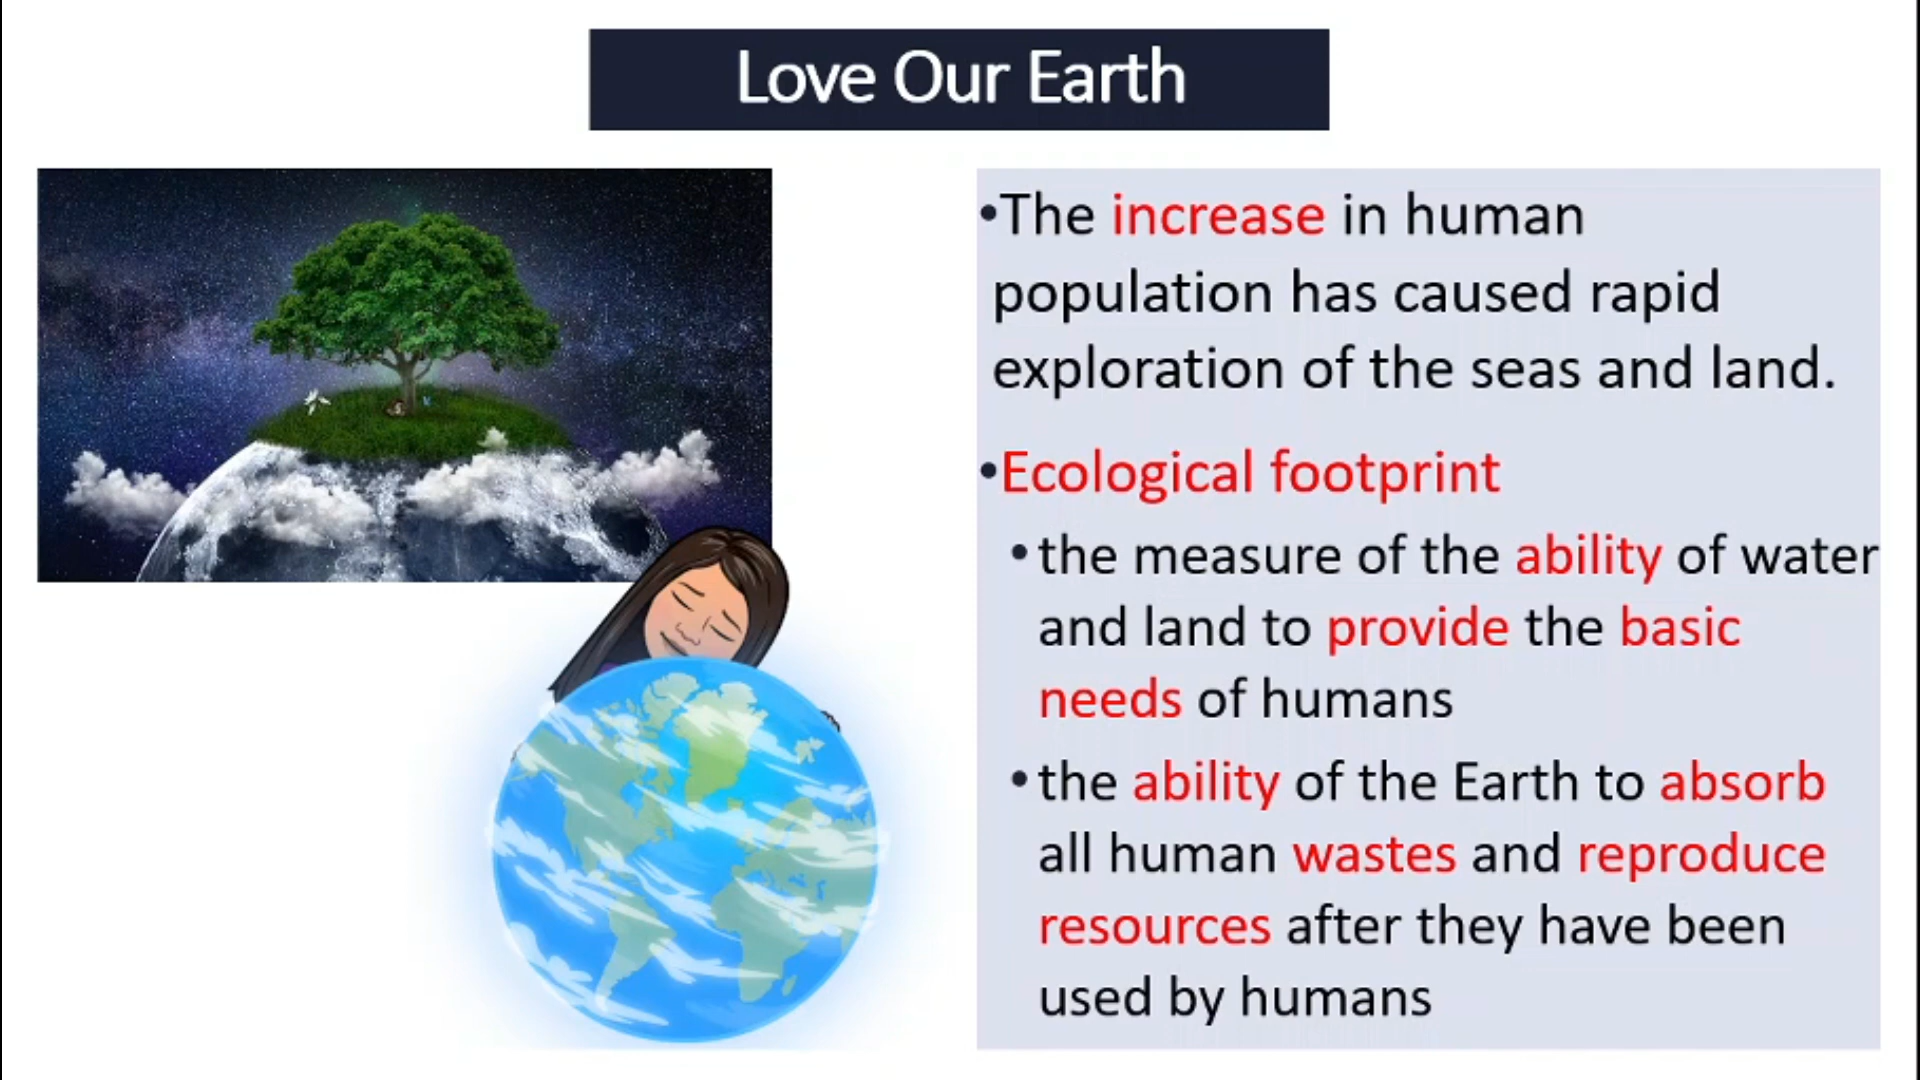 Love Our Earth
•The increase in human
population has caused rapid
exploration of the seas and land.
•Ecological footprint
• the measure of the ability of water
and land to provide the basic
needs of humans
• the ability of the Earth to absorb
all human wastes and reproduce
resources after they have been
used by humans